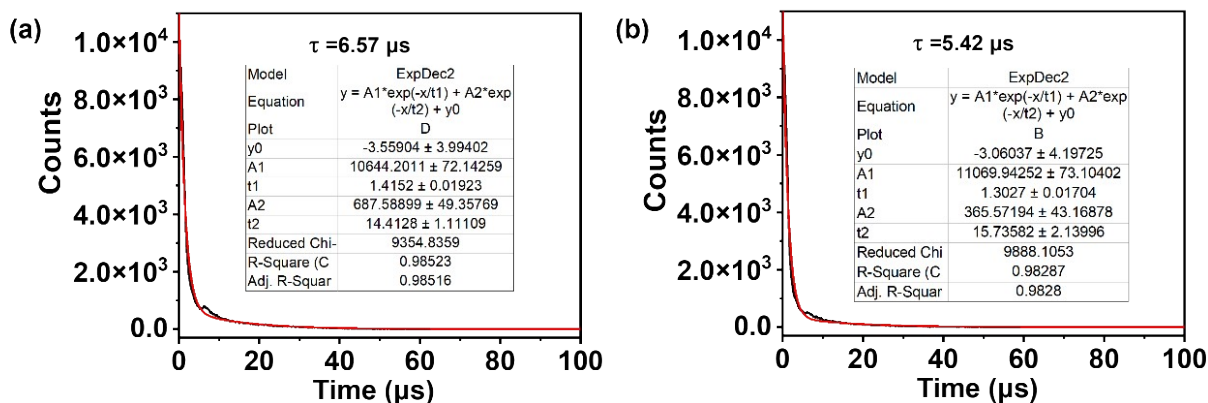 (a)
Counts
1.0×10⁴
8.0×10³
6.0×10³
4.0×10³
2.0×10³
0.0
τ =6.57 µs
Model ExpDec2
Equation y = A1*exp(-x/t1) + A2*exp
(-x/t2) + y0
Plot D
y0 -3.55904 ± 3.99402
A1 10644.2011 ± 72.14259
t1 1.4152 ± 0.01923
A2 687.58899 ± 49.35769
t2 14.4128 ± 1.11109
Reduced Chi- 9354.8359
R-Square (C 0.98523
Adj. R-Squar 0.98516
0 20 40 60 80 100
Time (µs)
(b)
Counts
1.0×10⁴
8.0×10³
6.0×10³
4.0×10³
2.0×10³
0.0
τ =5.42 µs
Model ExpDec2
Equation y = A1*exp(-x/t1) + A2*exp
(-x/t2) + y0
Plot B
y0 -3.06037 ± 4.19725
A1 11069.94252 ± 73.10402
t1 1.3027 ± 0.01704
A2 365.57194 ± 43.16878
t2 15.73582 ± 2.13996
Reduced Chi 9888.1053
R-Square (C 0.98287
Adj. R-Squar 0.9828
0 20 40 60 80 100
Time (µs)